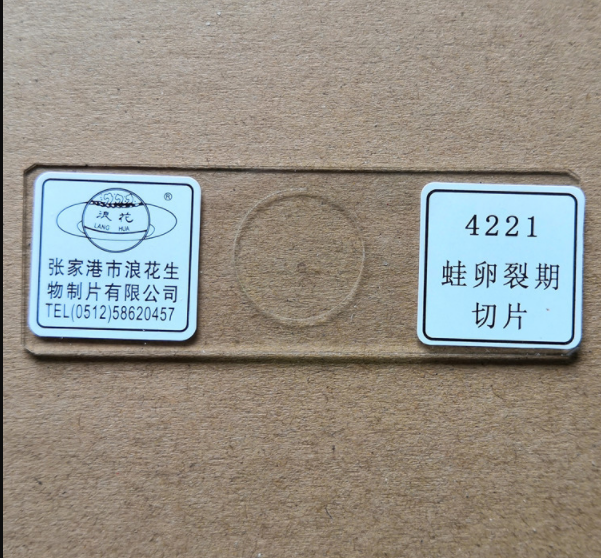 浪花
®
LANG HUA
张家港市浪花生
物制片有限公司
TEL(0512)58620457
4221
蛙卵裂期
切片